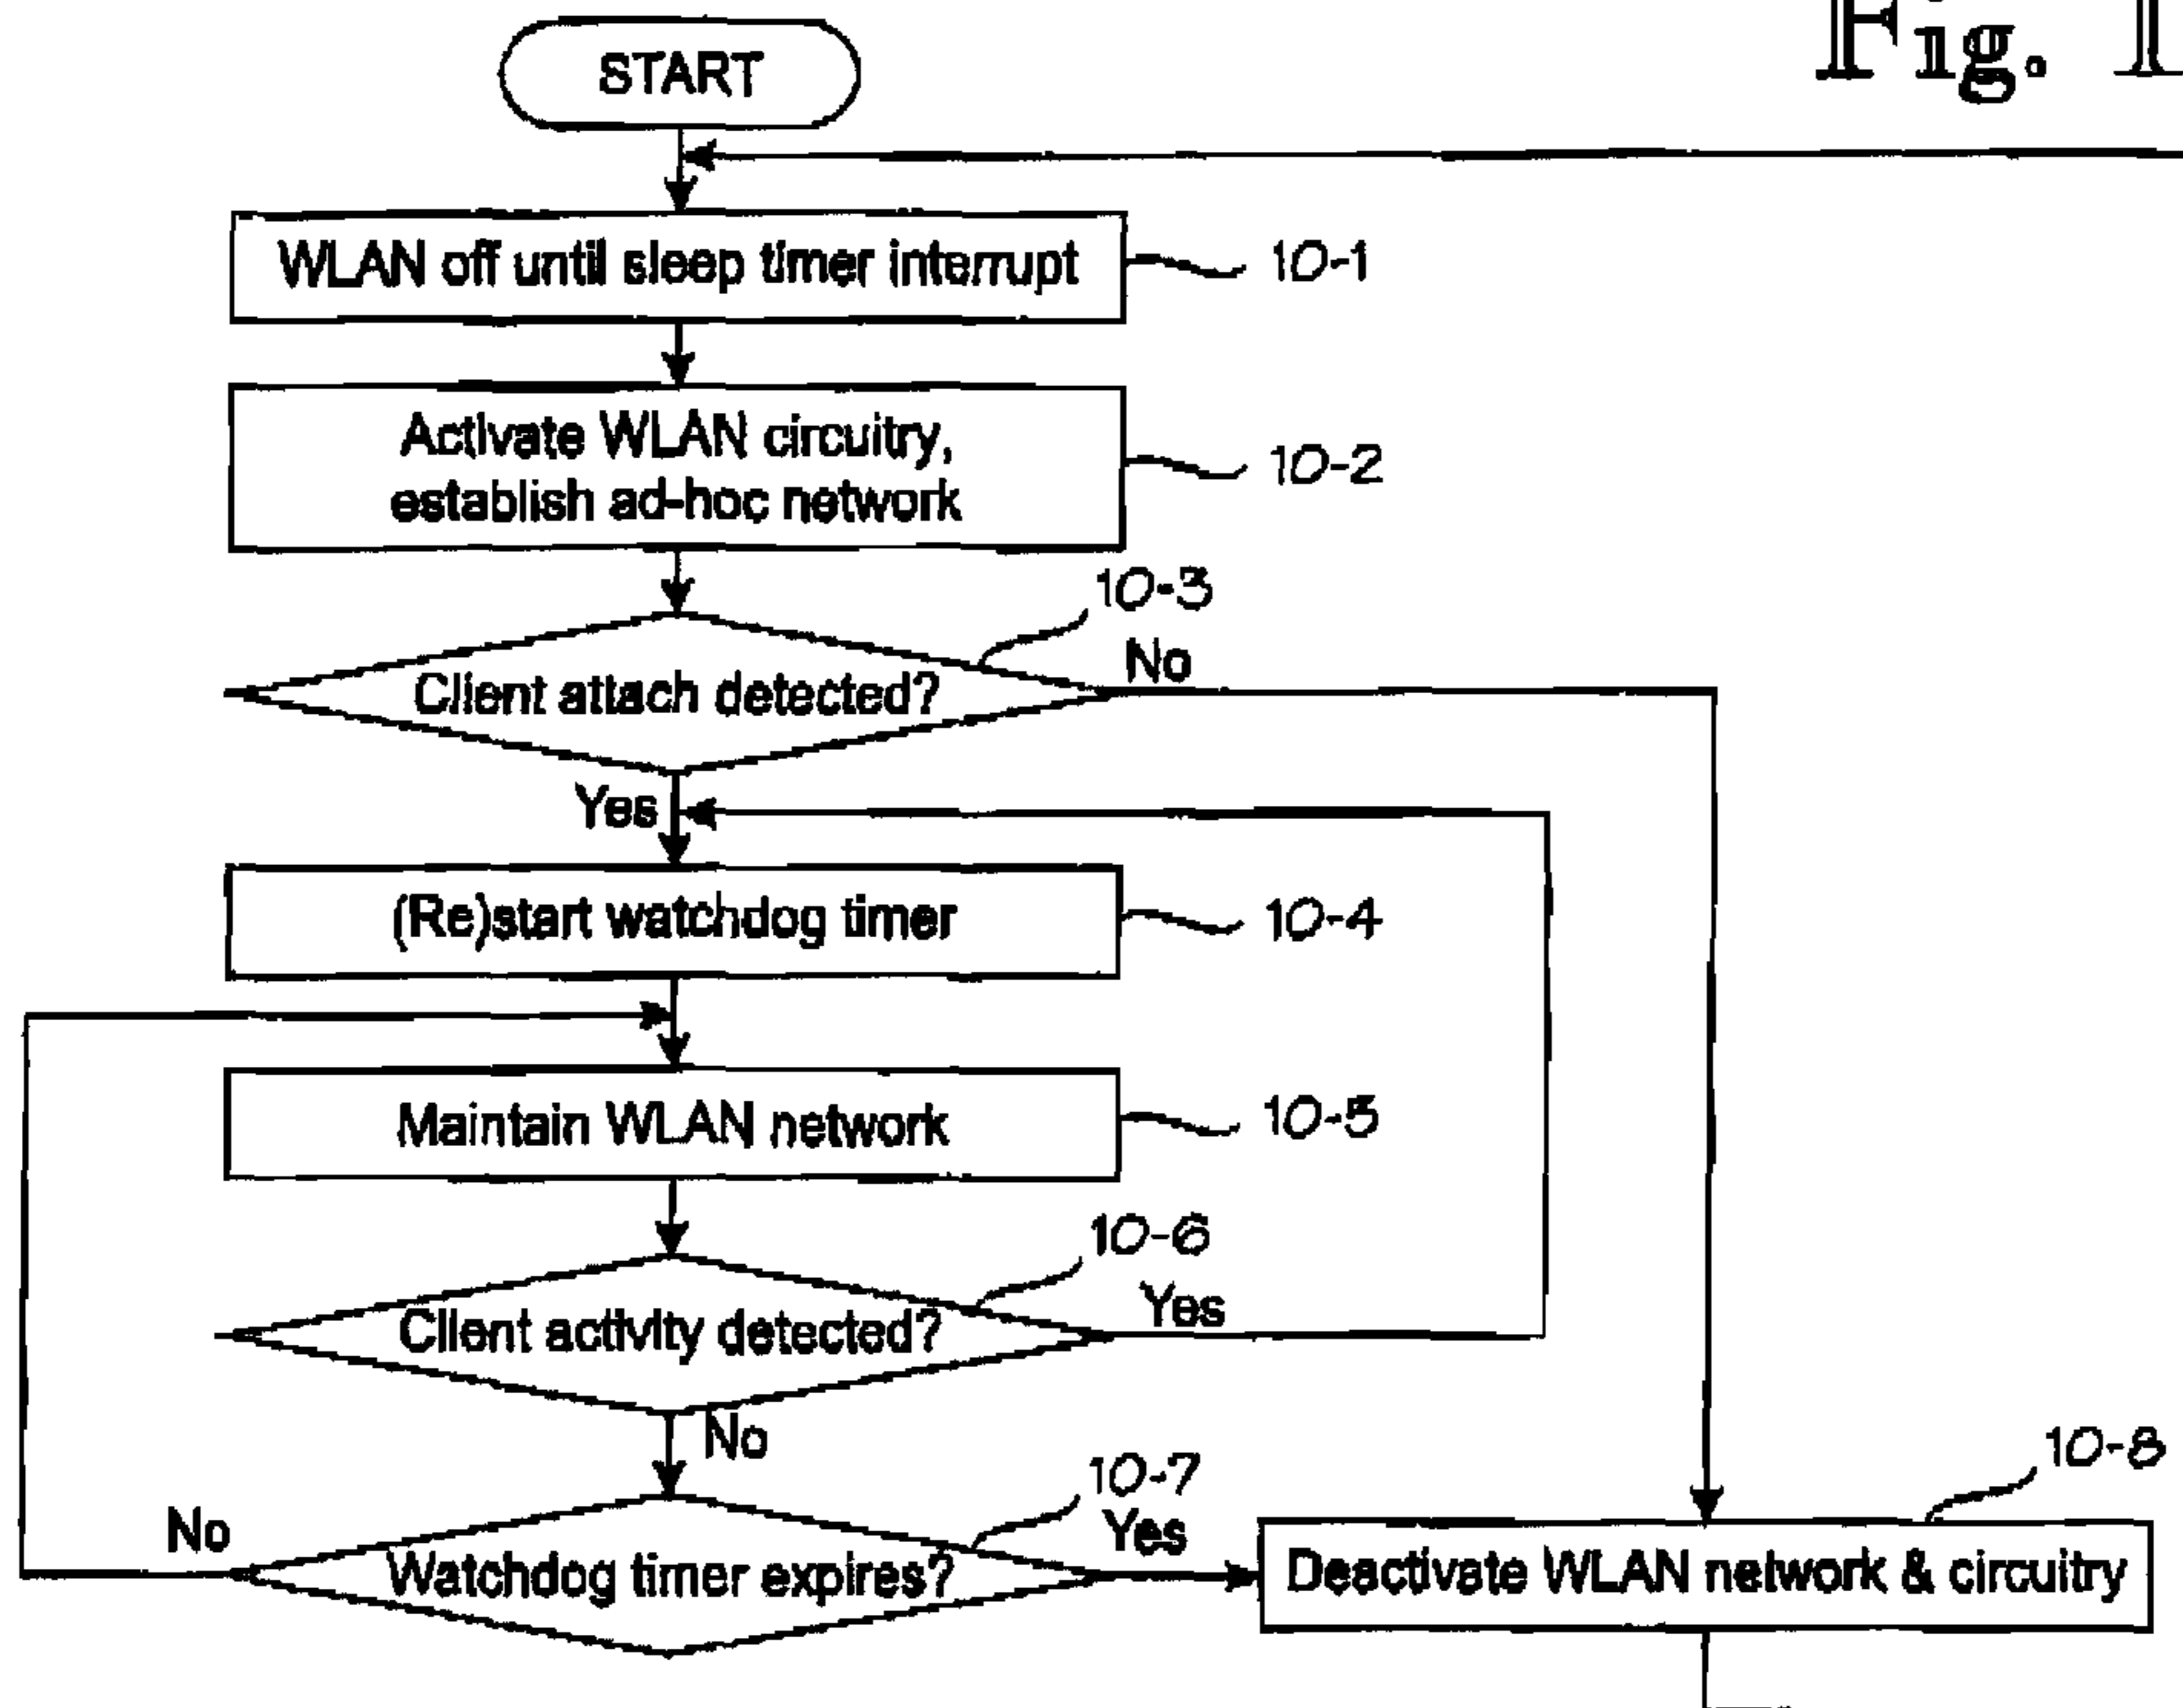 Fig. 1
START
WLAN off until sleep timer interrupt
10-1
Activate WLAN circuitry,
establish ad-hoc network
10-2
10-3
Client attach detected?
No
Yes
(Re)start watchdog timer
10-4
Maintain WLAN network
10-5
10-6
Client activity detected?
Yes
No
10-7
Watchdog timer expires?
No
Yes
10-8
Deactivate WLAN network & circuitry